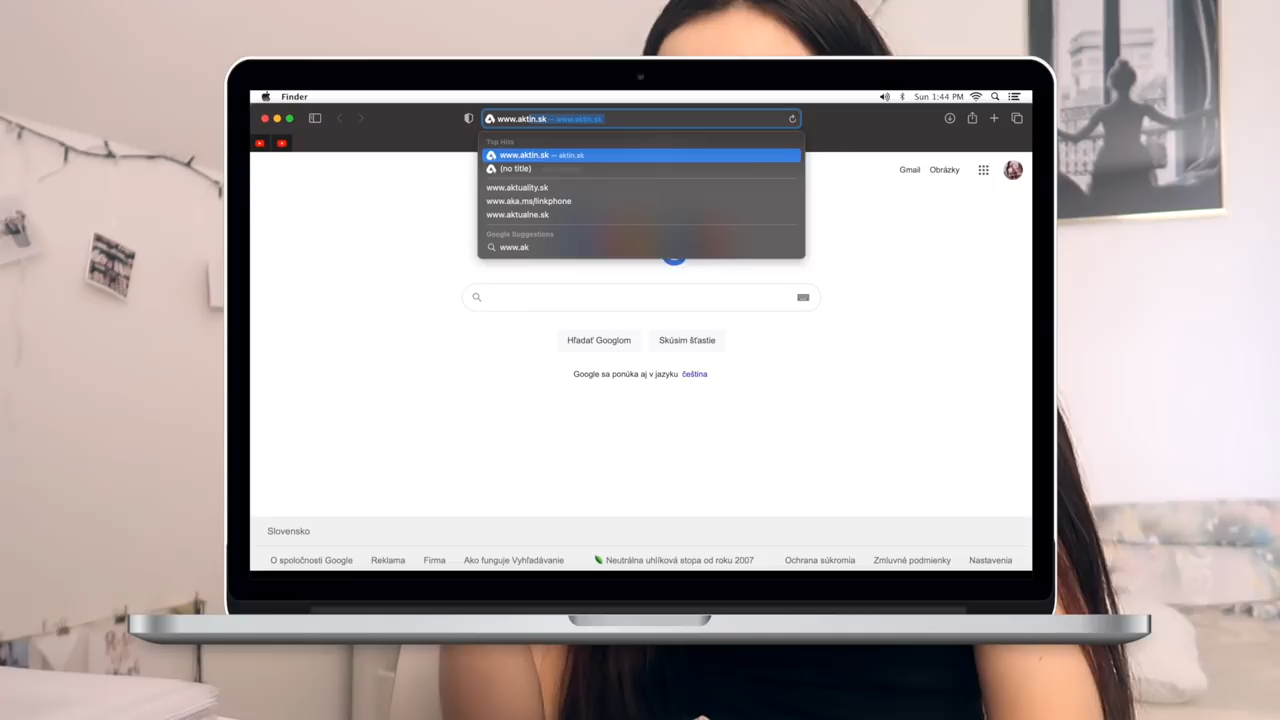 Finder
Sun 1:44 PM
www.aktin.sk — www.aktin.sk
Top Hits
www.aktin.sk — aktin.sk
(no title)
www.aktuality.sk
www.aka.ms/linkphone
www.aktualne.sk
Google Suggestions
www.ak
Gmail Obrázky
Hľadať Googlom Skúsim šťastie
Google sa ponúka aj v jazyku čeština
Slovensko
O spoločnosti Google Reklama Firma Ako funguje Vyhľadávanie Neutrálna uhlíková stopa od roku 2007 Ochrana súkromia Zmluvné podmienky Nastavenia